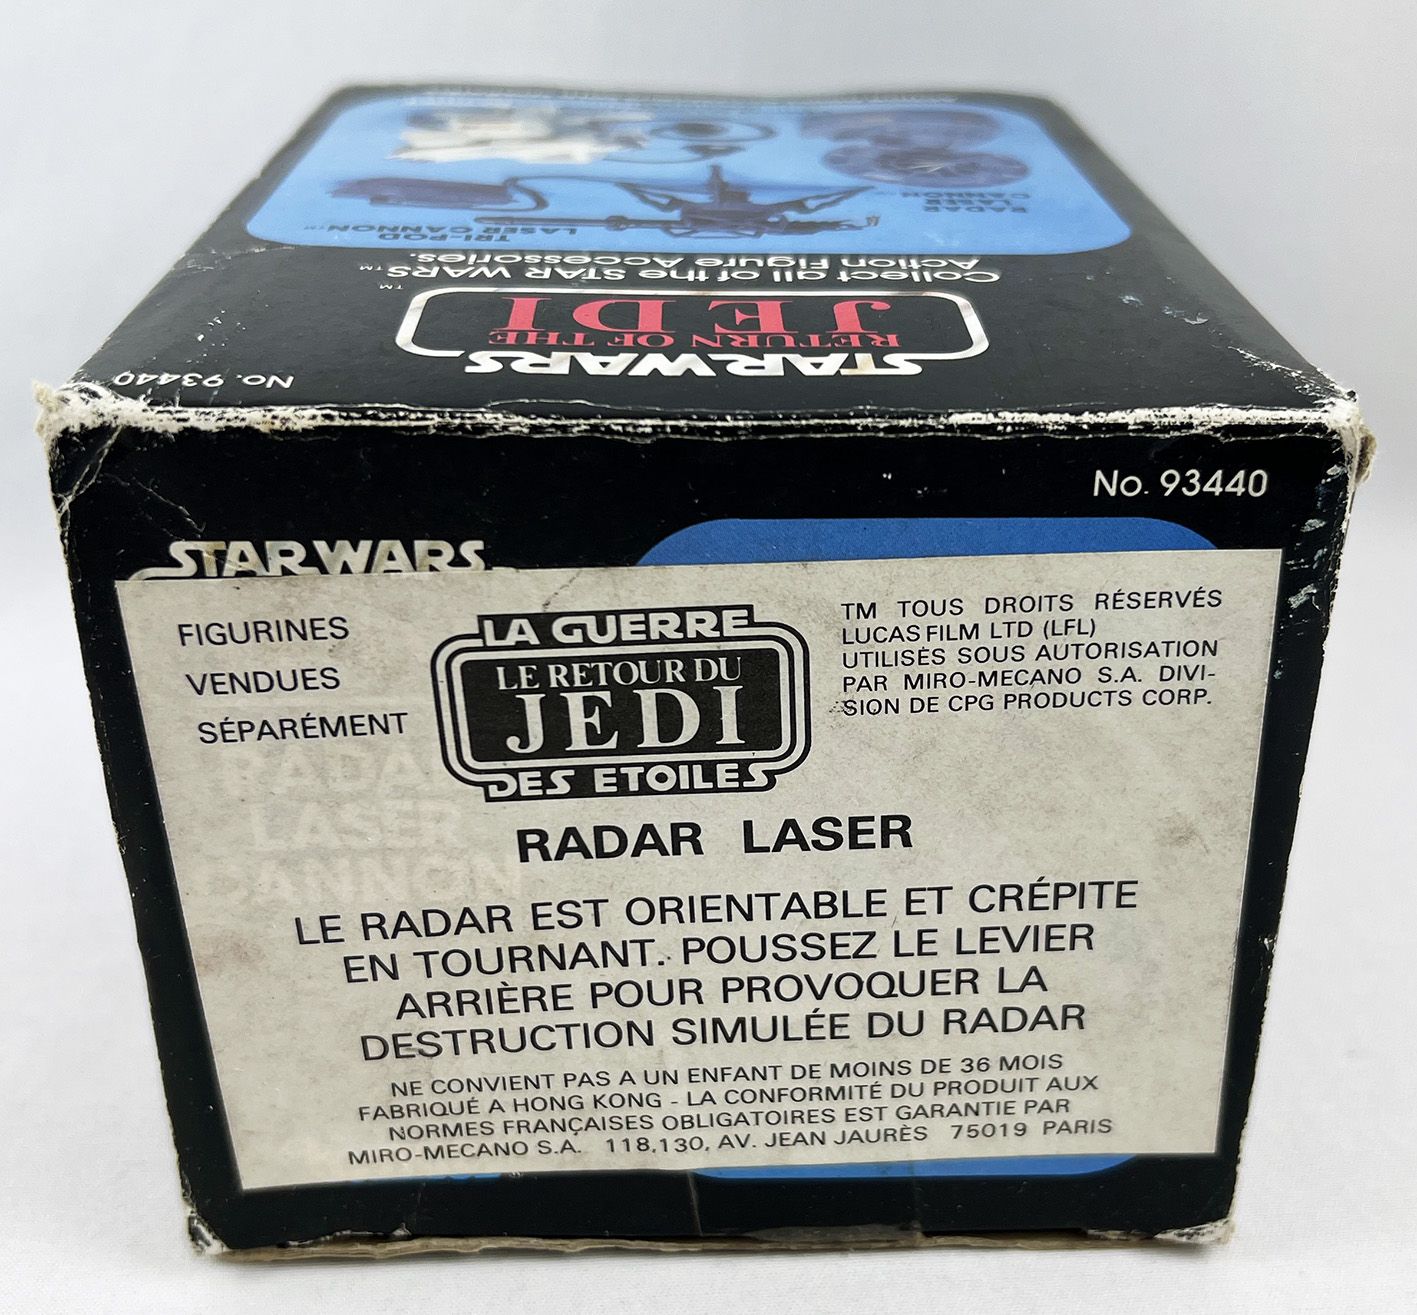 RADAR
LASER
CANNON
TRI-POD
LASER CANNON™
Collect all of the STAR WARS™
Action Figure Accessories.
STAR WARS
RETURN OF THE
JEDI
™
No. 93440
No. 93440
STAR WARS
FIGURINES
VENDUES
SÉPARÉMENT
LA GUERRE
LE RETOUR DU
JEDI
DES ETOILES
TM TOUS DROITS RÉSERVÉS
LUCASFILM LTD (LFL)
UTILISÉS SOUS AUTORISATION
PAR MIRO-MECANO S.A. DIVI-
SION DE CPG PRODUCTS CORP.
RADAR
LASER
CANNON
RADAR LASER
LE RADAR EST ORIENTABLE ET CRÉPITE
EN TOURNANT. POUSSEZ LE LEVIER
ARRIÈRE POUR PROVOQUER LA
DESTRUCTION SIMULÉE DU RADAR
NE CONVIENT PAS A UN ENFANT DE MOINS DE 36 MOIS
FABRIQUÉ A HONG KONG - LA CONFORMITÉ DU PRODUIT AUX
NORMES FRANÇAISES OBLIGATOIRES EST GARANTIE PAR
MIRO-MECANO S.A. 118,130, AV. JEAN JAURÈS 75019 PARIS